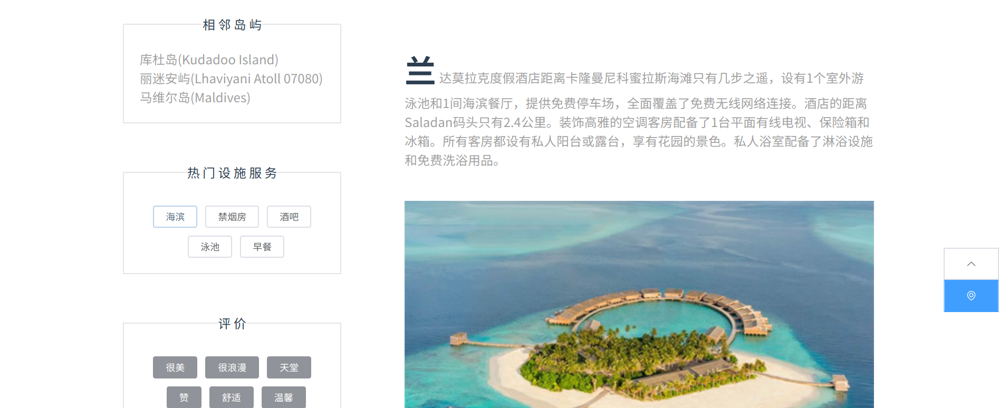 相邻岛屿
库杜岛(Kudadoo Island)
丽迷安屿(Lhaviyani Atoll 07080)
马维尔岛(Maldives)
热门设施服务
海滨
禁烟房
酒吧
泳池
早餐
评价
很美
很浪漫
天堂
赞
舒适
温馨
兰达莫拉克度假酒店距离卡隆曼尼科蜜拉斯海滩只有几步之遥，设有1个室外游
泳池和1间海滨餐厅，提供免费停车场，全面覆盖了免费无线网络连接。酒店的距离
Saladan码头只有2.4公里。装饰高雅的空调客房配备了1台平面有线电视、保险箱和
冰箱。所有客房都设有私人阳台或露台，享有花园的景色。私人浴室配备了淋浴设施
和免费洗浴用品。